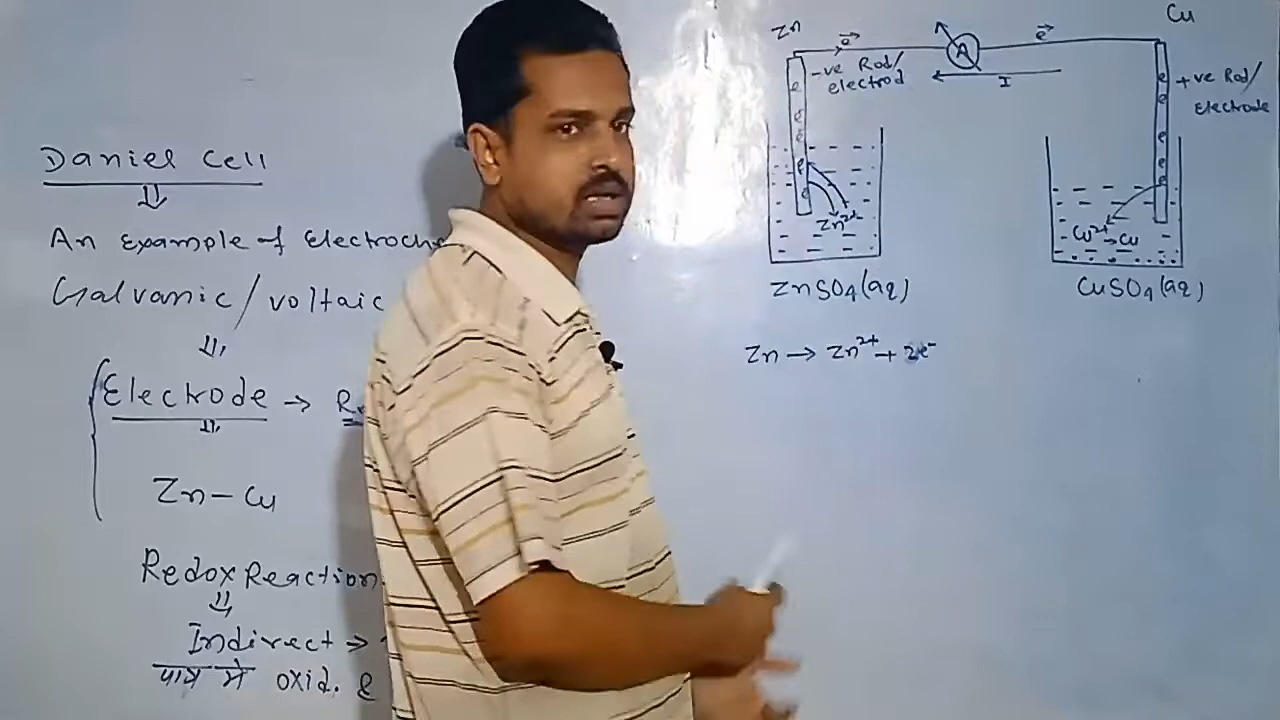 Daniel Cell
⇓
An Example of Electroche
Galvanic/voltaic
⇓
Electrode →
⇓
Zn-Cu
Redox Reaction
⇓
Indirect →
पात्र मे oxid. &
Zn
Cu
e⁻
A
e⁻
-ve Rod/
electrod
I
+ve Rod/
Electrode
e
e
e
e
e
e
e
e
e
e
Zn²⁺
Cu²⁺→Cu
ZnSO₄(aq)
CuSO₄(aq)
Zn → Zn²⁺ + 2e⁻